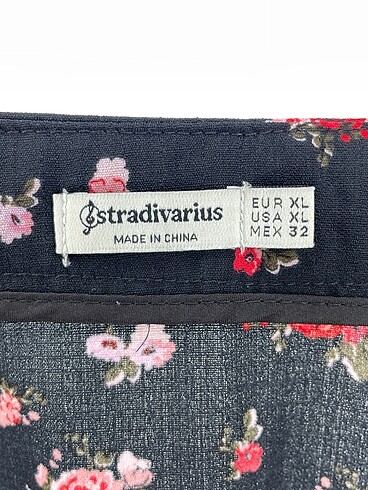 stradivarius
MADE IN CHINA
EUR XL
USA XL
MEX 32